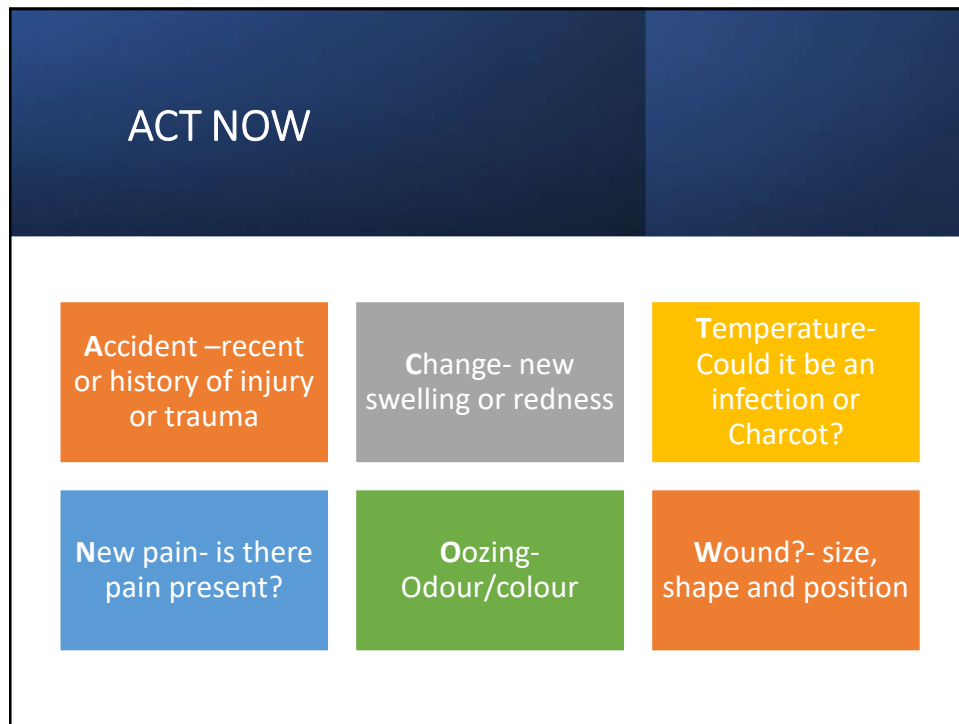 ACT NOW
Accident –recent
or history of injury
or trauma
Change- new
swelling or redness
Temperature-
Could it be an
infection or
Charcot?
New pain- is there
pain present?
Oozing-
Odour/colour
Wound?- size,
shape and position